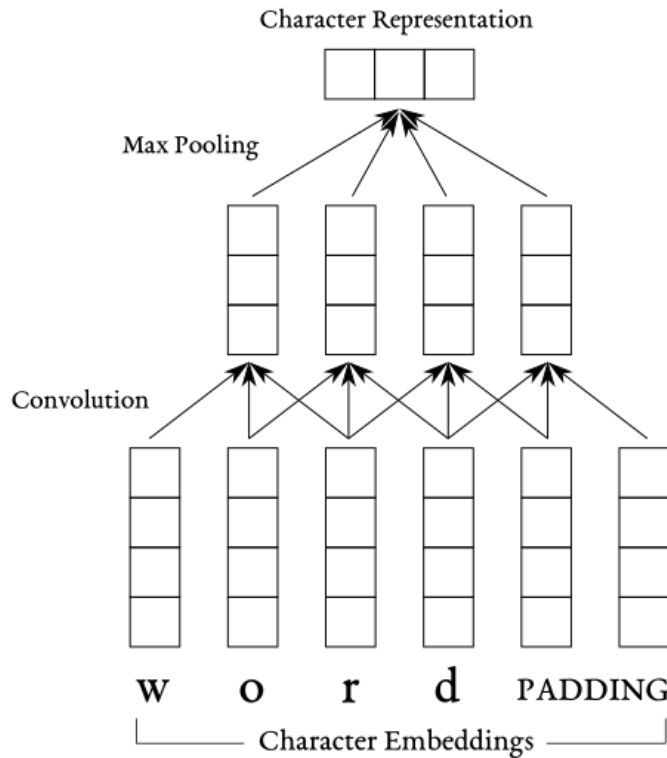 Character Representation
Max Pooling
Convolution
w o r d PADDING
Character Embeddings